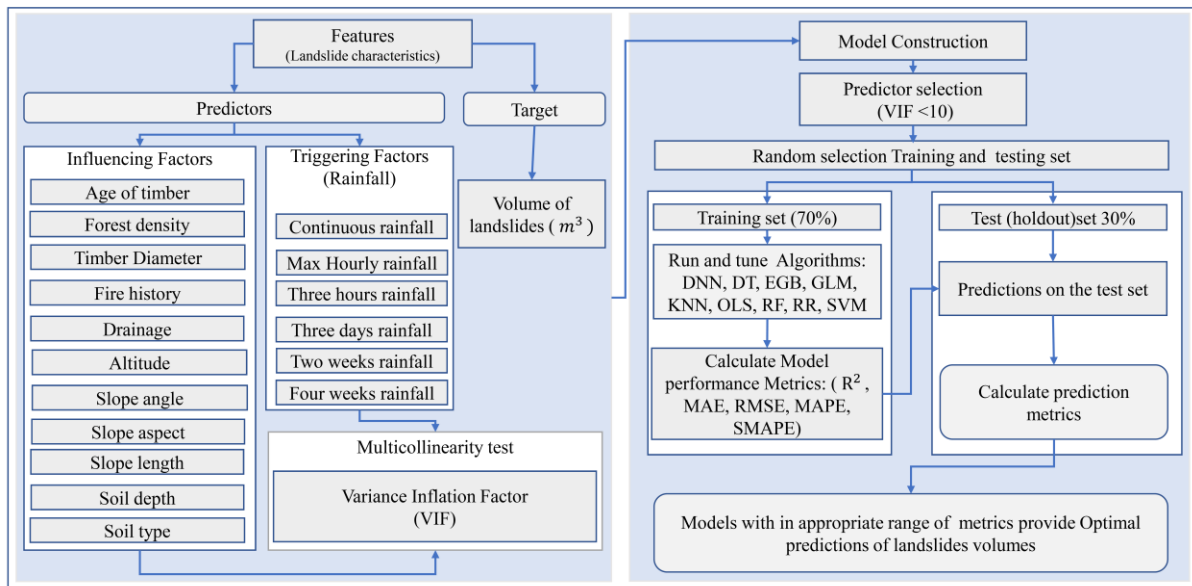 Features
(Landslide characteristics)
Predictors
Target
Influencing Factors
Age of timber
Forest density
Timber Diameter
Fire history
Drainage
Altitude
Slope angle
Slope aspect
Slope length
Soil depth
Soil type
Triggering Factors
(Rainfall)
Continuous rainfall
Max Hourly rainfall
Three hours rainfall
Three days rainfall
Two weeks rainfall
Four weeks rainfall
Volume of
landslides ( m³ )
Multicollinearity test
Variance Inflation Factor
(VIF)
Model Construction
Predictor selection
(VIF <10)
Random selection Training and testing set
Training set (70%)
Run and tune Algorithms:
DNN, DT, EGB, GLM,
KNN, OLS, RF, RR, SVM
Calculate Model
performance Metrics: ( R² ,
MAE, RMSE, MAPE,
SMAPE)
Test (holdout)set 30%
Predictions on the test set
Calculate prediction
metrics
Models with in appropriate range of metrics provide Optimal
predictions of landslides volumes